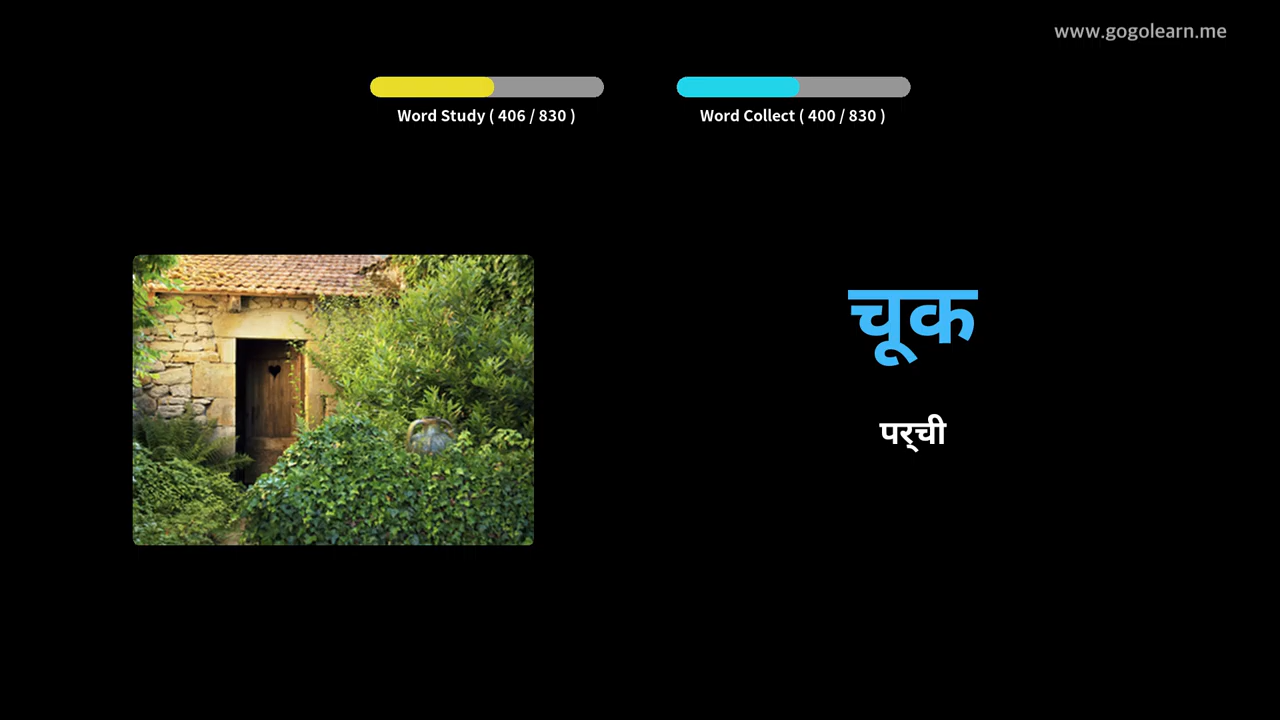 www.gogolearn.me
Word Study ( 406 / 830 )
Word Collect ( 400 / 830 )
चूक
पर्‌ची